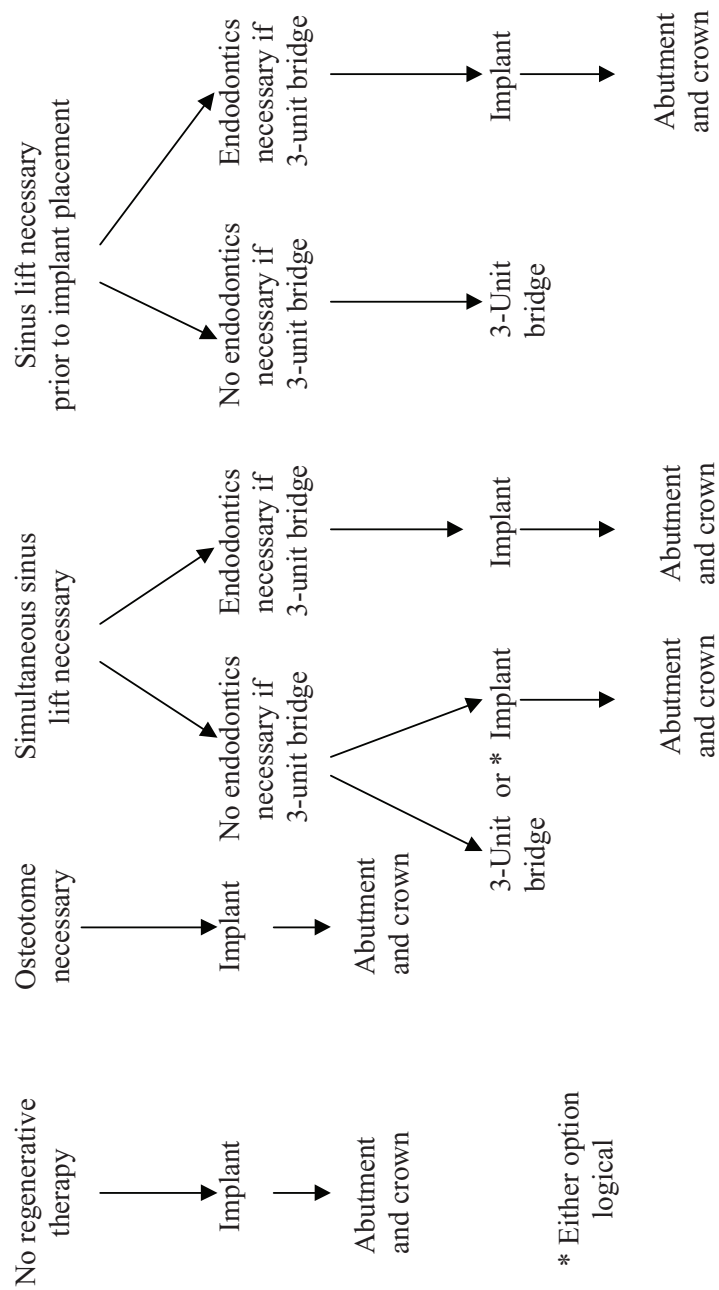 No regenerative
therapy
Implant
Abutment
and crown
Osteotome
necessary
Implant
Abutment
and crown
Simultaneous sinus
lift necessary
No endodontics
necessary if
3-unit bridge
3-Unit or * Implant
bridge
Abutment
and crown
Endodontics
necessary if
3-unit bridge
Implant
Abutment
and crown
Sinus lift necessary
prior to implant placement
No endodontics
necessary if
3-unit bridge
3-Unit
bridge
Endodontics
necessary if
3-unit bridge
Implant
Abutment
and crown
* Either option
logical